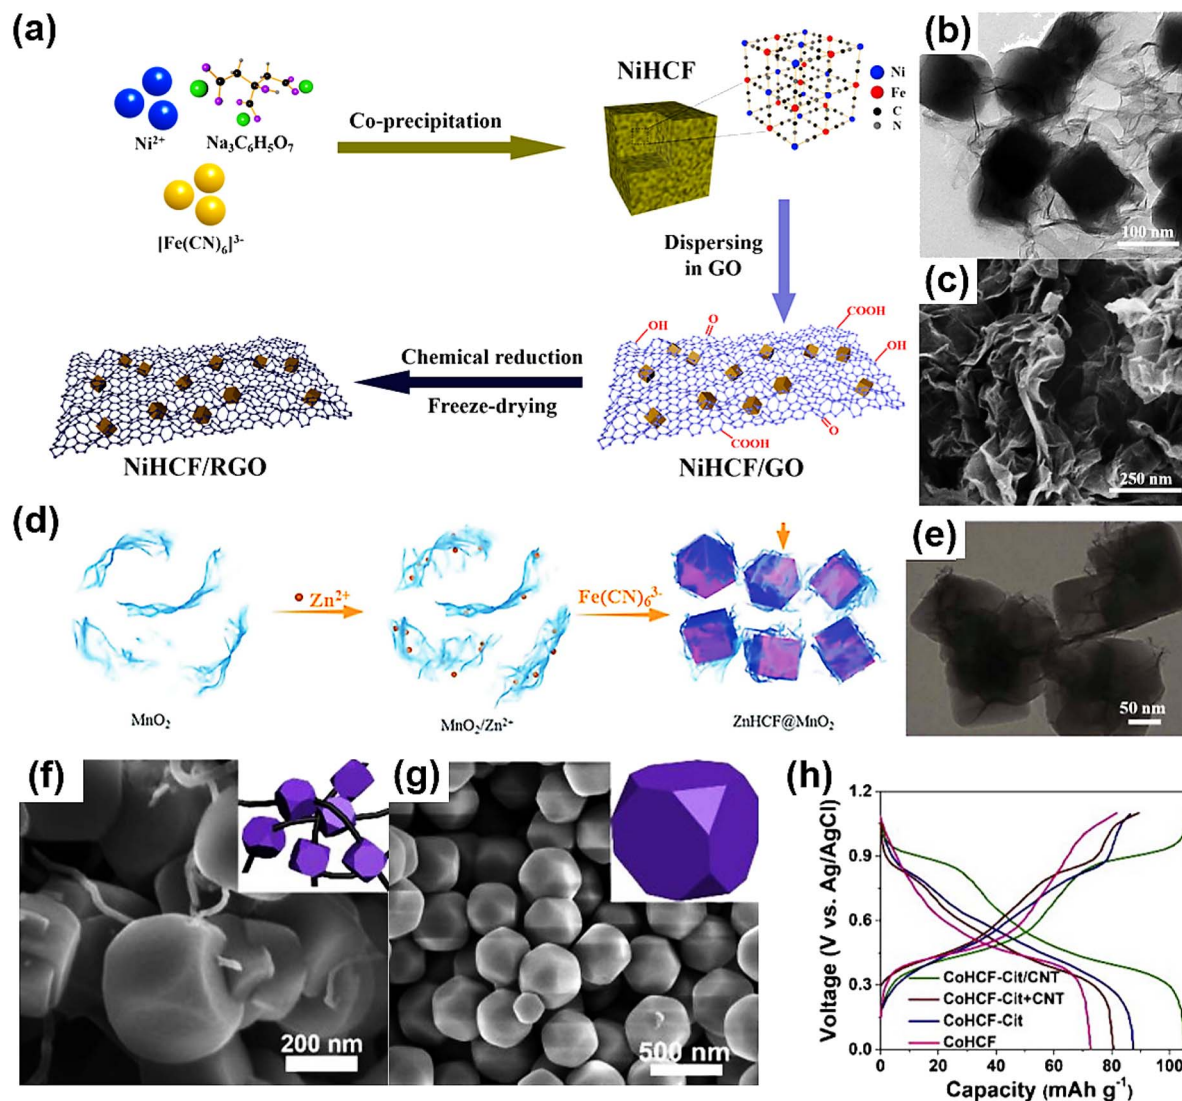 (a)
Ni²⁺
Na₃C₆H₅O₇
[Fe(CN)₆]³⁻
Co-precipitation
NiHCF
Ni
Fe
C
N
Dispersing
in GO
OH
O
COOH
OH
COOH
O
NiHCF/GO
Chemical reduction
Freeze-drying
NiHCF/RGO
(b)
100 nm
(c)
250 nm
(d)
MnO₂
Zn²⁺
MnO₂/Zn²⁺
Fe(CN)₆³⁻
ZnHCF@MnO₂
(e)
50 nm
(f)
200 nm
(g)
500 nm
(h)
Voltage (V vs. Ag/AgCl)
1.2
0.9
0.6
0.3
0.0
CoHCF-Cit/CNT
CoHCF-Cit+CNT
CoHCF-Cit
CoHCF
0 20 40 60 80 100
Capacity (mAh g⁻¹)